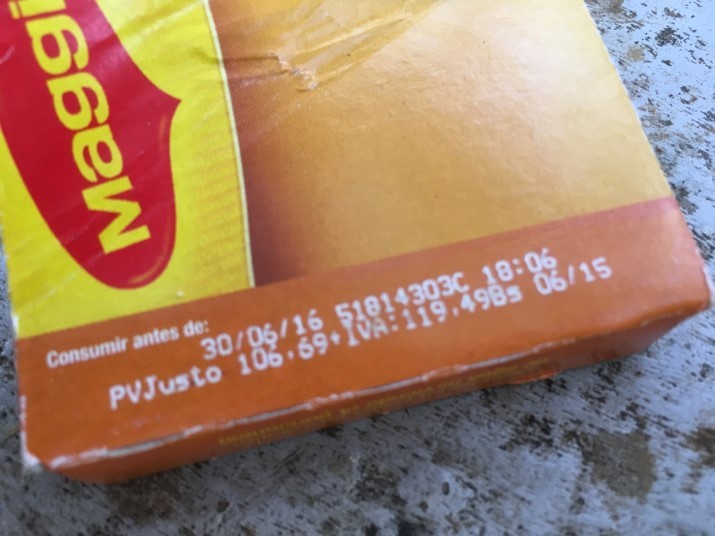 Maggi
Consumir antes de:
30/06/16 51814303C 18:06
PVJusto 106.69+IVA:119.49Bs 06/15